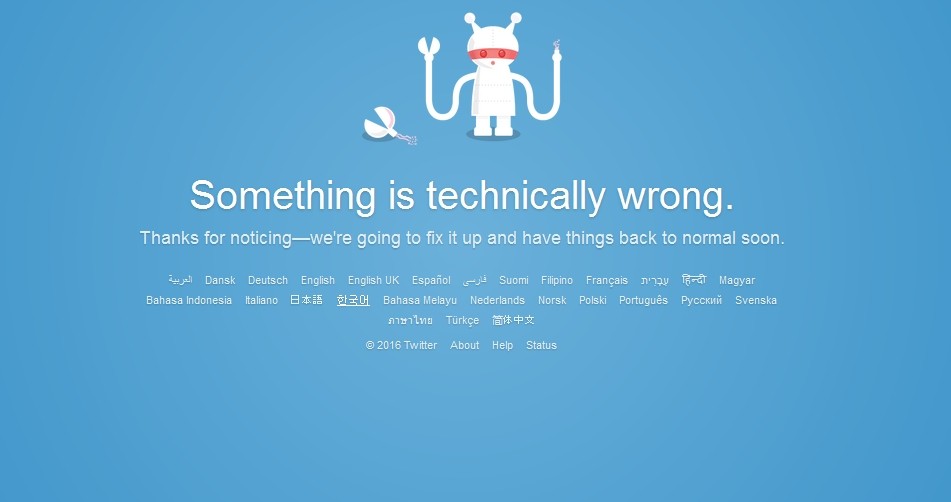 Something is technically wrong.
Thanks for noticing—we're going to fix it up and have things back to normal soon.
العربية Dansk Deutsch English English UK Español فارسی Suomi Filipino Français עִבְרִית हिन्दी Magyar
Bahasa Indonesia Italiano 日本語 한국어 Bahasa Melayu Nederlands Norsk Polski Português Русский Svenska
ภาษาไทย Türkçe 简体中文
© 2016 Twitter About Help Status